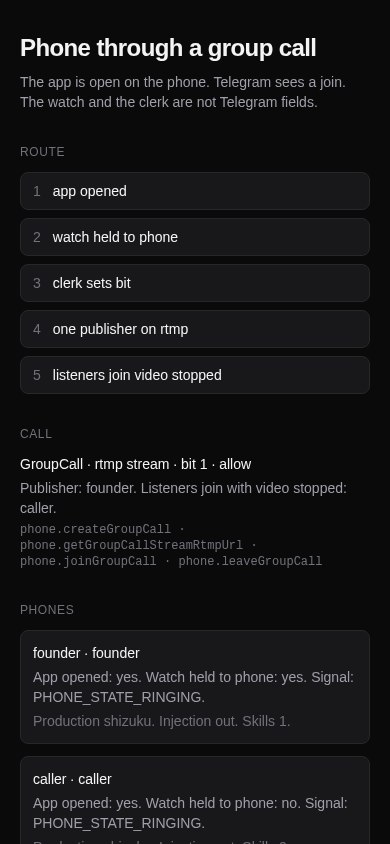 Phone through a group call
The app is open on the phone. Telegram sees a join.
The watch and the clerk are not Telegram fields.
ROUTE
1 app opened
2 watch held to phone
3 clerk sets bit
4 one publisher on rtmp
5 listeners join video stopped
CALL
GroupCall · rtmp stream · bit 1 · allow
Publisher: founder. Listeners join with video stopped:
caller.
phone.createGroupCall ·
phone.getGroupCallStreamRtmpUrl ·
phone.joinGroupCall · phone.leaveGroupCall
PHONES
founder · founder
App opened: yes. Watch held to phone: yes. Signal:
PHONE_STATE_RINGING.
Production shizuku. Injection out. Skills 1.
caller · caller
App opened: yes. Watch held to phone: no. Signal:
PHONE_STATE_RINGING.